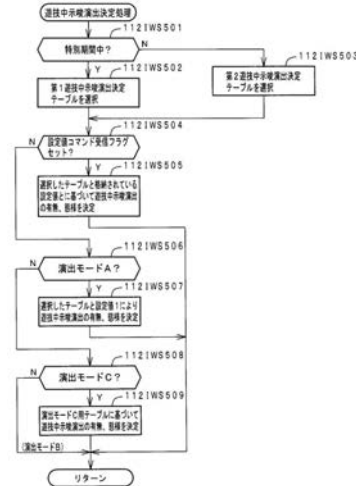 遊技中示唆演出決定処理
112IWS501
特別期間中？
N
Y
112IWS502
第1遊技中示唆演出決定
テーブルを選択
112IWS503
第2遊技中示唆演出決定
テーブルを選択
112IWS504
N
設定値コマンド受信フラグ
セット？
Y
112IWS505
選択したテーブルと格納されている
設定値とに基づいて遊技中示唆演出
の有無、態様を決定
112IWS506
N
演出モードA？
Y
112IWS507
選択したテーブルと設定値1により
遊技中示唆演出の有無、態様を決定
112IWS508
N
演出モードC？
Y
112IWS509
演出モードC用テーブルに基づいて
遊技中示唆演出の有無、態様を決定
(演出モードB)
リターン